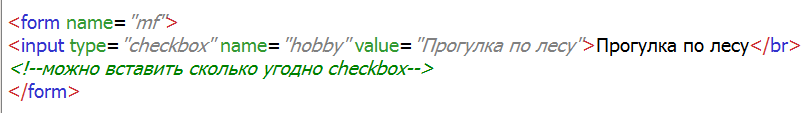 <form name="mf">
<input type="checkbox" name="hobby" value="Прогулка по лесу">Прогулка по лесу</br>
<!--можно вставить сколько угодно checkbox-->
</form>